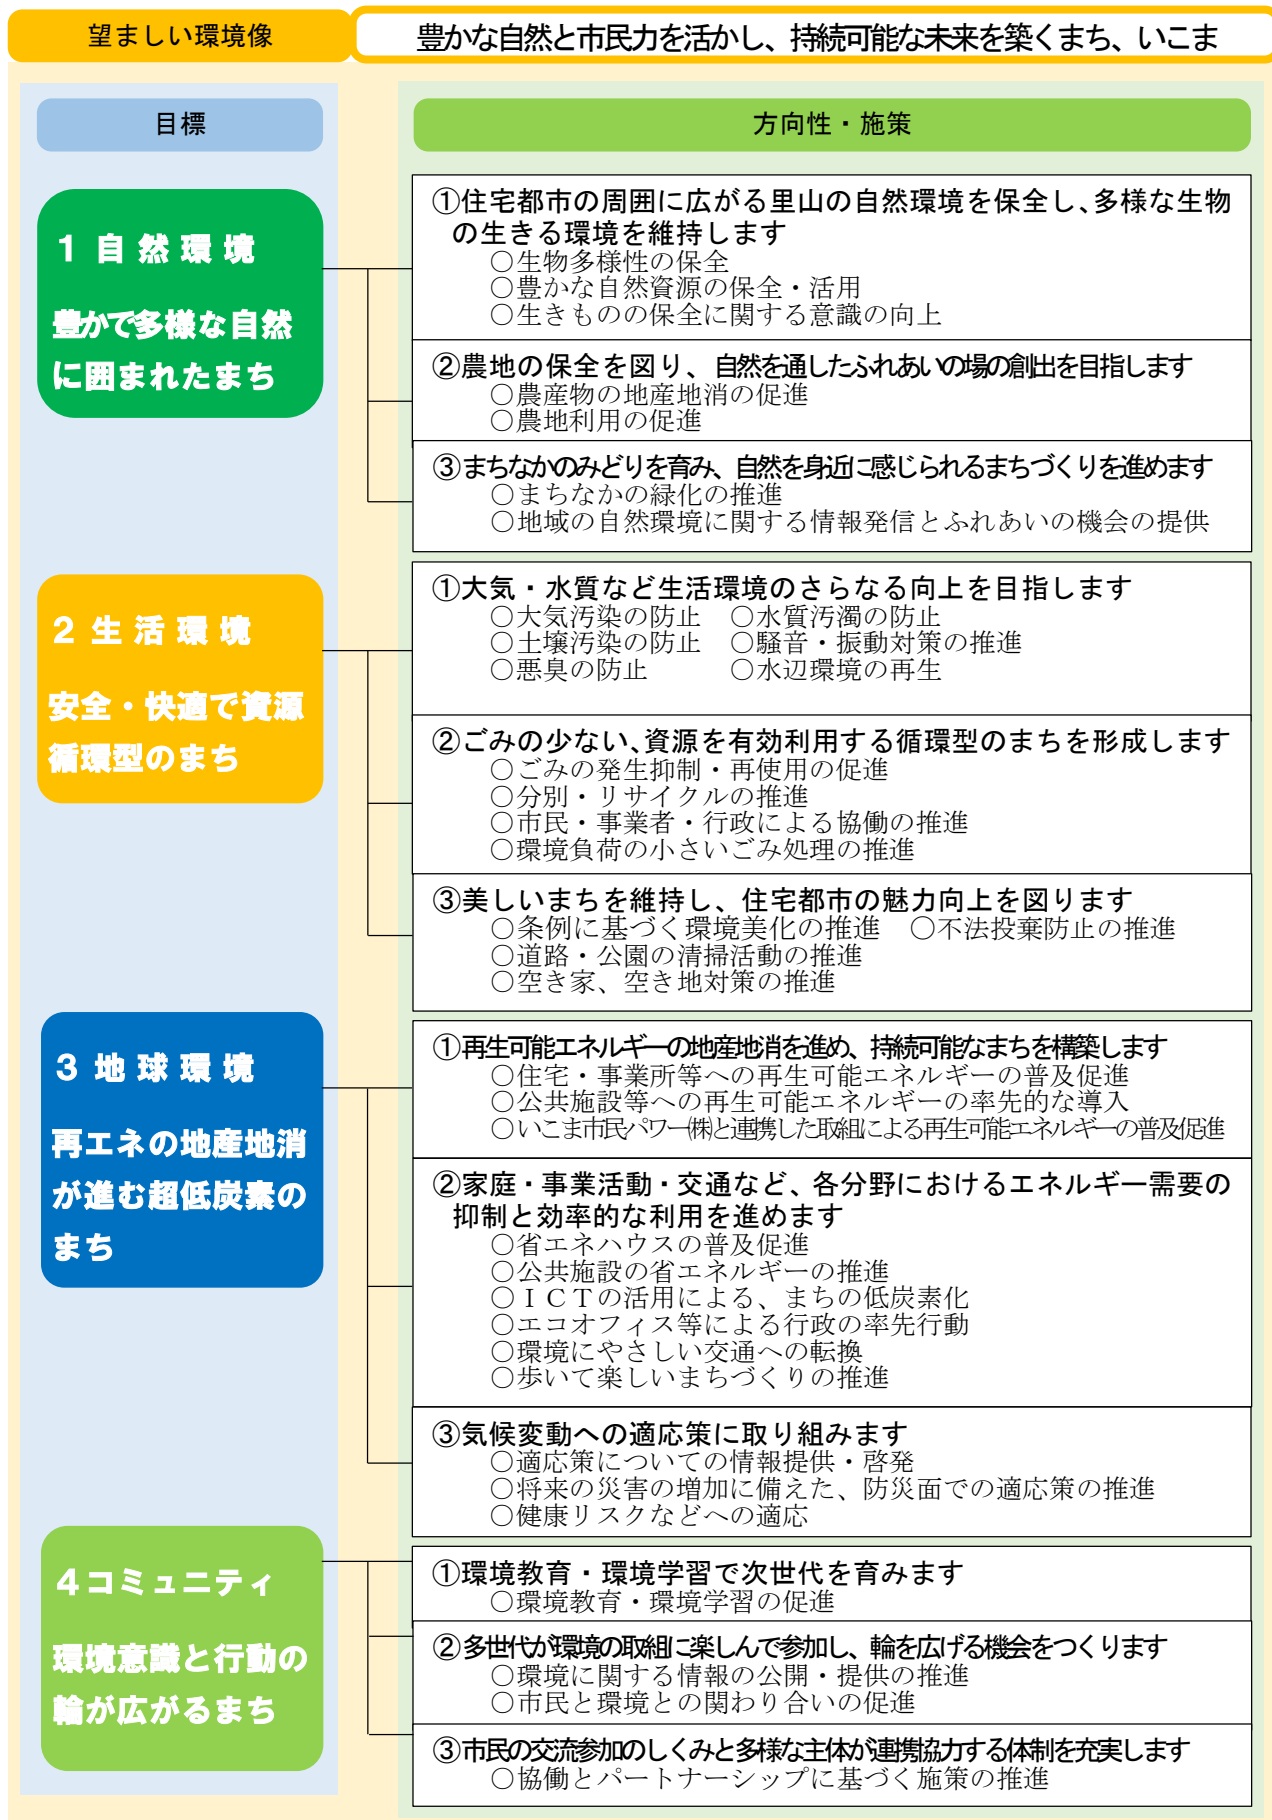 望ましい環境像
豊かな自然と市民力を活かし、持続可能な未来を築くまち、いこま
目標
方向性・施策
1 自然環境
豊かで多様な自然
に囲まれたまち
①住宅都市の周囲に広がる里山の自然環境を保全し、多様な生物
の生きる環境を維持します
○生物多様性の保全
○豊かな自然資源の保全・活用
○生きものの保全に関する意識の向上
②農地の保全を図り、自然を通したふれあいの場の創出を目指します
○農産物の地産地消の促進
○農地利用の促進
③まちなかのみどりを育み、自然を身近に感じられるまちづくりを進めます
○まちなかの緑化の推進
○地域の自然環境に関する情報発信とふれあいの機会の提供
2 生活環境
安全・快適で資源
循環型のまち
①大気・水質など生活環境のさらなる向上を目指します
○大気汚染の防止 ○水質汚濁の防止
○土壌汚染の防止 ○騒音・振動対策の推進
○悪臭の防止 ○水辺環境の再生
②ごみの少ない、資源を有効利用する循環型のまちを形成します
○ごみの発生抑制・再使用の促進
○分別・リサイクルの推進
○市民・事業者・行政による協働の推進
○環境負荷の小さいごみ処理の推進
③美しいまちを維持し、住宅都市の魅力向上を図ります
○条例に基づく環境美化の推進 ○不法投棄防止の推進
○道路・公園の清掃活動の推進
○空き家、空き地対策の推進
3 地球環境
再エネの地産地消
が進む超低炭素の
まち
①再生可能エネルギーの地産地消を進め、持続可能なまちを構築します
○住宅・事業所等への再生可能エネルギーの普及促進
○公共施設等への再生可能エネルギーの率先的な導入
○いこま市民パワー㈱と連携した取組による再生可能エネルギーの普及促進
②家庭・事業活動・交通など、各分野におけるエネルギー需要の
抑制と効率的な利用を進めます
○省エネハウスの普及促進
○公共施設の省エネルギーの推進
○ＩＣＴの活用による、まちの低炭素化
○エコオフィス等による行政の率先行動
○環境にやさしい交通への転換
○歩いて楽しいまちづくりの推進
③気候変動への適応策に取り組みます
○適応策についての情報提供・啓発
○将来の災害の増加に備えた、防災面での適応策の推進
○健康リスクなどへの適応
4コミュニティ
環境意識と行動の
輪が広がるまち
①環境教育・環境学習で次世代を育みます
○環境教育・環境学習の促進
②多世代が環境の取組に楽しんで参加し、輪を広げる機会をつくります
○環境に関する情報の公開・提供の推進
○市民と環境との関わり合いの促進
③市民の交流参加のしくみと多様な主体が連携協力する体制を充実します
○協働とパートナーシップに基づく施策の推進